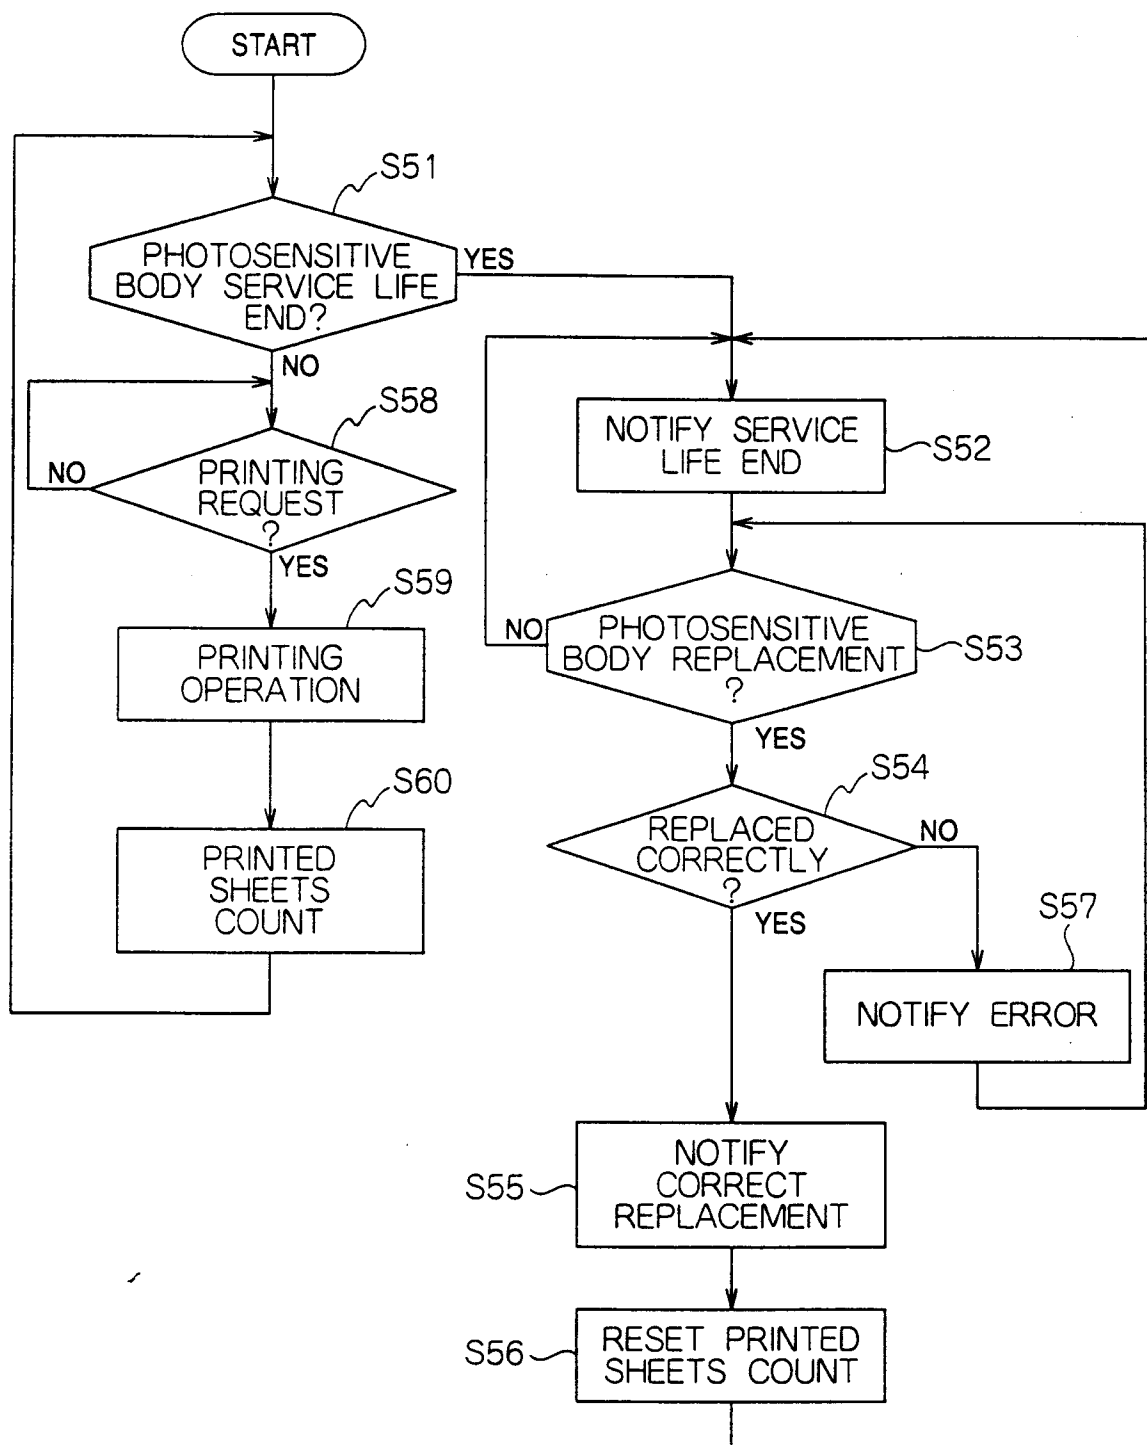 START
S51
PHOTOSENSITIVE
BODY SERVICE LIFE
END?
YES
NO
S58
PRINTING
REQUEST
?
NO
YES
S59
PRINTING
OPERATION
S60
PRINTED
SHEETS
COUNT
NOTIFY SERVICE
LIFE END
S52
PHOTOSENSITIVE
BODY REPLACEMENT
?
NO
S53
YES
S54
REPLACED
CORRECTLY
?
NO
YES
S57
NOTIFY ERROR
NOTIFY
CORRECT
REPLACEMENT
S55
RESET PRINTED
SHEETS COUNT
S56